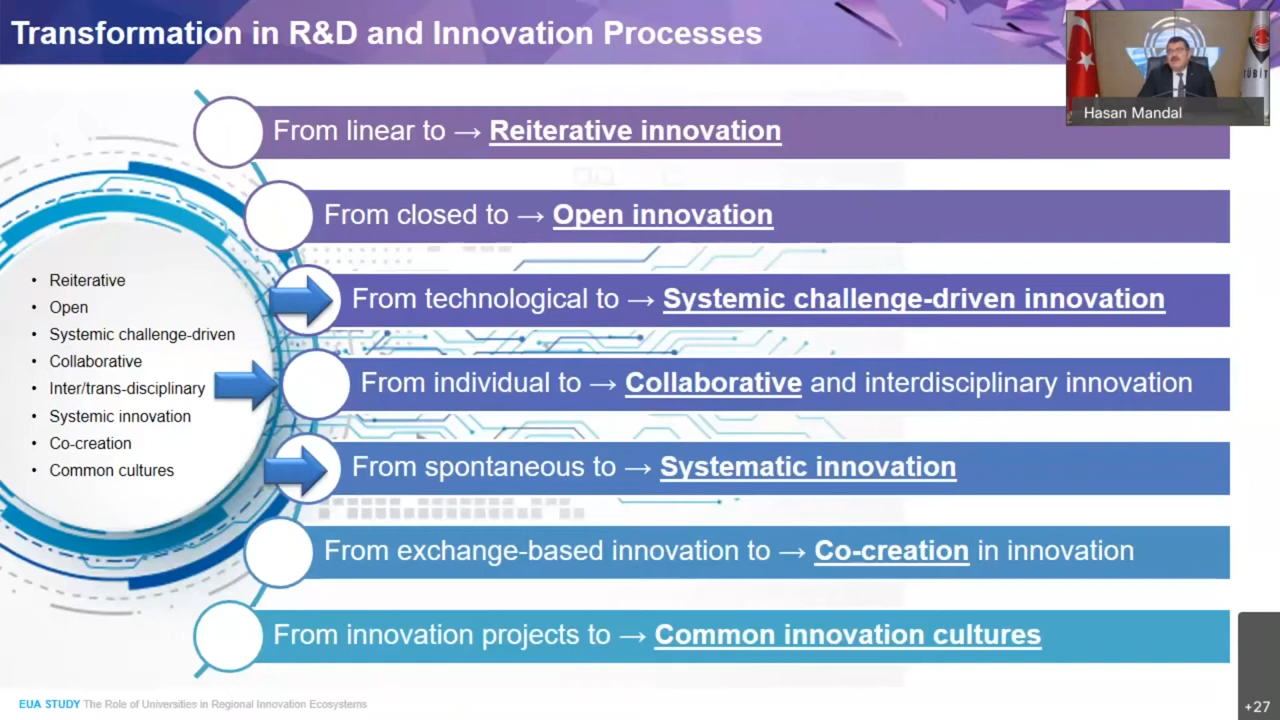 Transformation in R&D and Innovation Processes
Hasan Mandal
From linear to → Reiterative innovation
From closed to → Open innovation
From technological to → Systemic challenge-driven innovation
From individual to → Collaborative and interdisciplinary innovation
From spontaneous to → Systematic innovation
From exchange-based innovation to → Co-creation in innovation
From innovation projects to → Common innovation cultures
• Reiterative
• Open
• Systemic challenge-driven
• Collaborative
• Inter/trans-disciplinary
• Systemic innovation
• Co-creation
• Common cultures
EUA STUDY The Role of Universities in Regional Innovation Ecosystems
+27